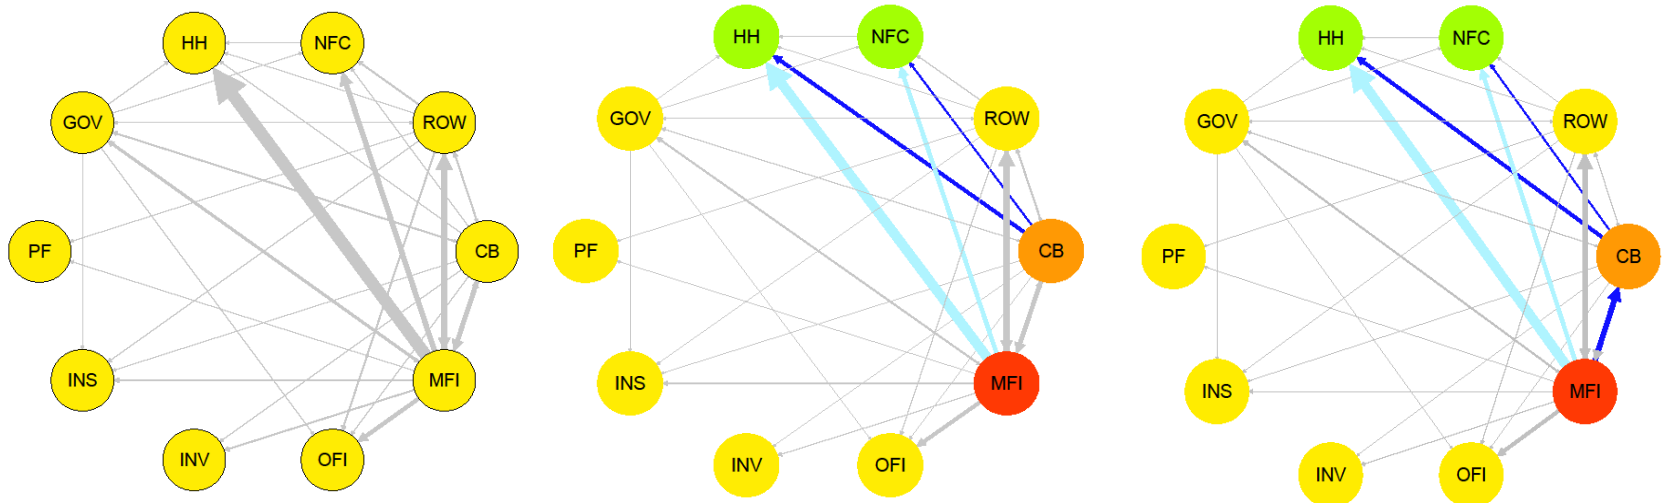 HH
NFC
GOV
ROW
PF
CB
INS
MFI
INV
OFI
HH
NFC
GOV
ROW
PF
CB
INS
MFI
INV
OFI
HH
NFC
GOV
ROW
PF
CB
INS
MFI
INV
OFI